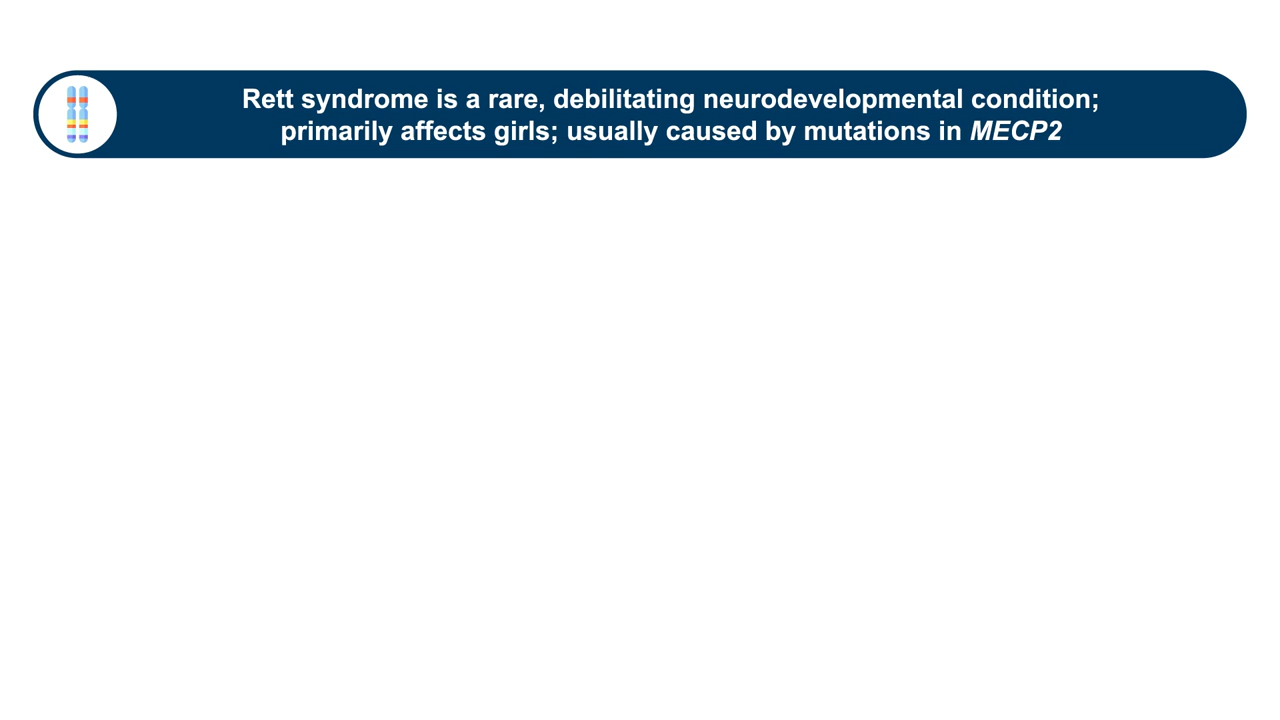 Rett syndrome is a rare, debilitating neurodevelopmental condition;
primarily affects girls; usually caused by mutations in MECP2